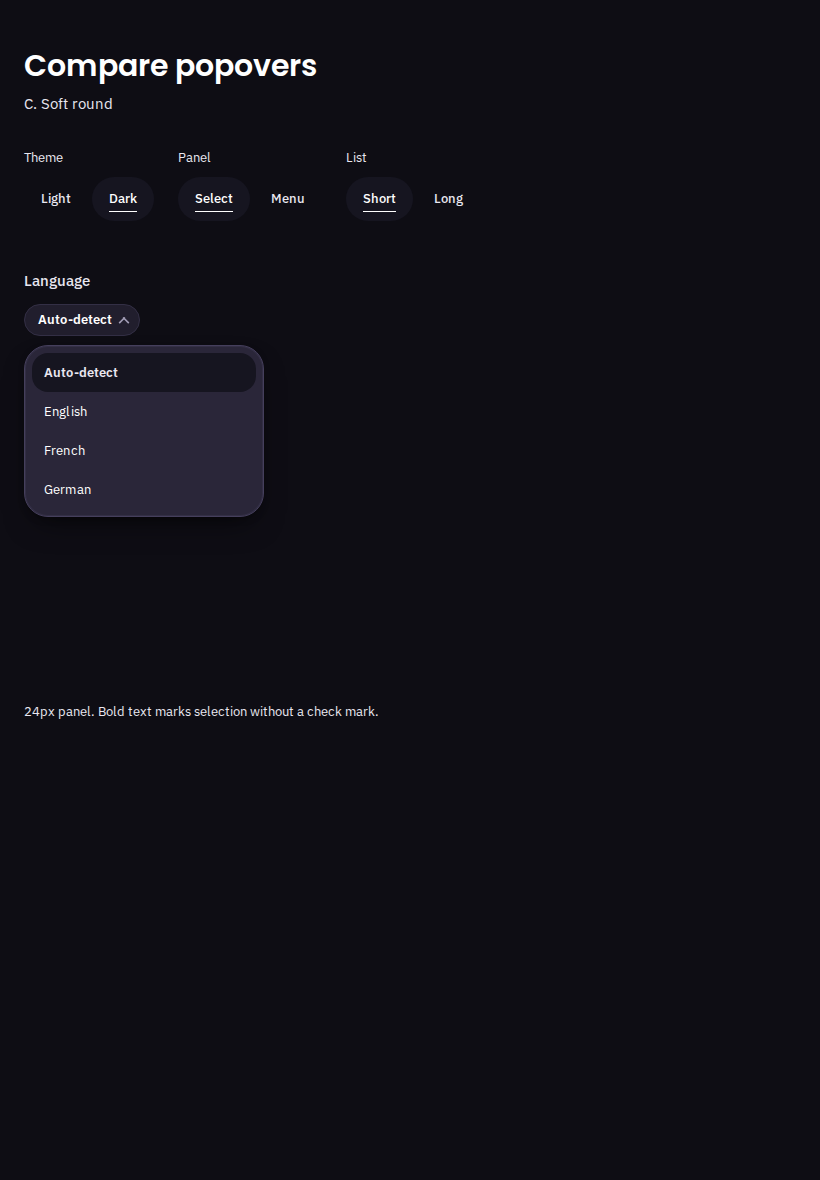 Compare popovers
C. Soft round
Theme Panel List
Light Dark Select Menu Short Long
Language
Auto-detect
Auto-detect
English
French
German
24px panel. Bold text marks selection without a check mark.